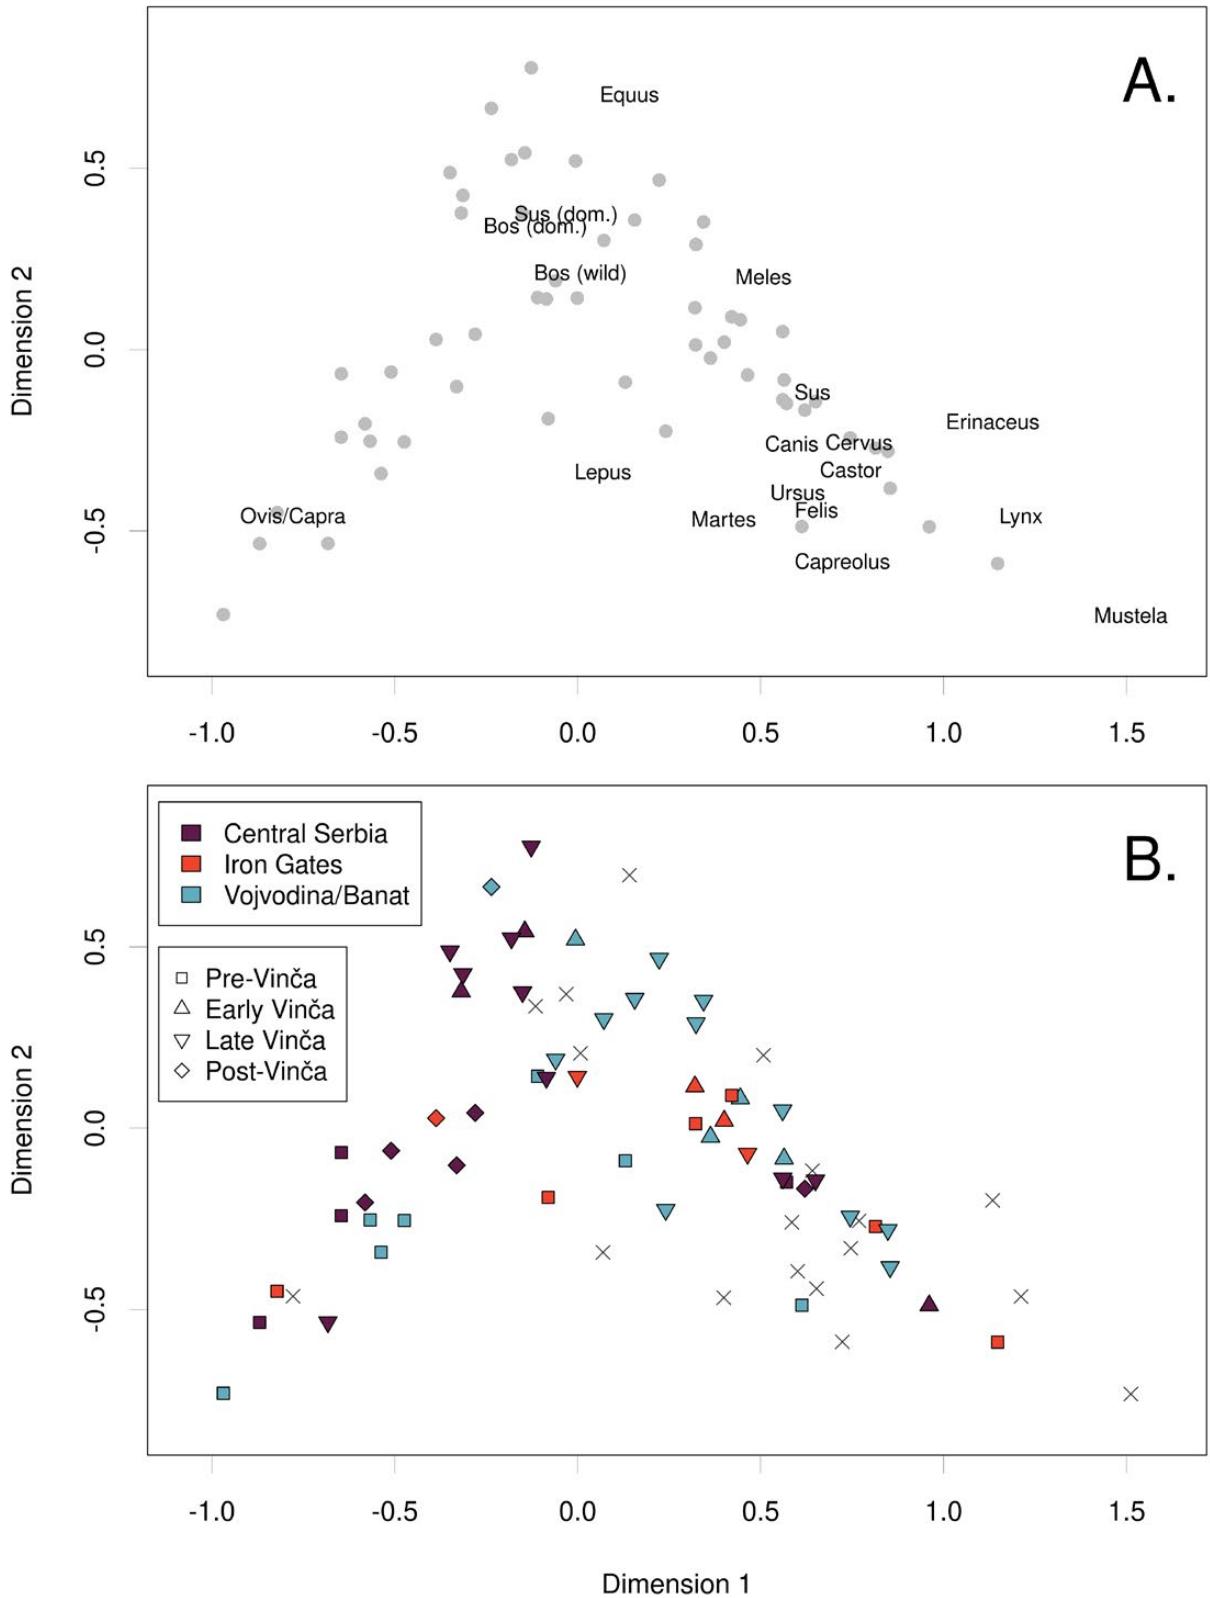 A.
Equus
0.5
Sus (dom.)
Bos (dom.)
Bos (wild)
Meles
Dimension 2
0.0
Sus
Erinaceus
Canis Cervus
Lepus
Castor
Ursus
Felis
Ovis/Capra
Martes
Lynx
-0.5
Capreolus
Mustela
-1.0 -0.5 0.0 0.5 1.0 1.5
B.
Central Serbia
Iron Gates
Vojvodina/Banat
0.5
Pre-Vinča
Early Vinča
Late Vinča
Post-Vinča
Dimension 2
0.0
-0.5
-1.0 -0.5 0.0 0.5 1.0 1.5
Dimension 1